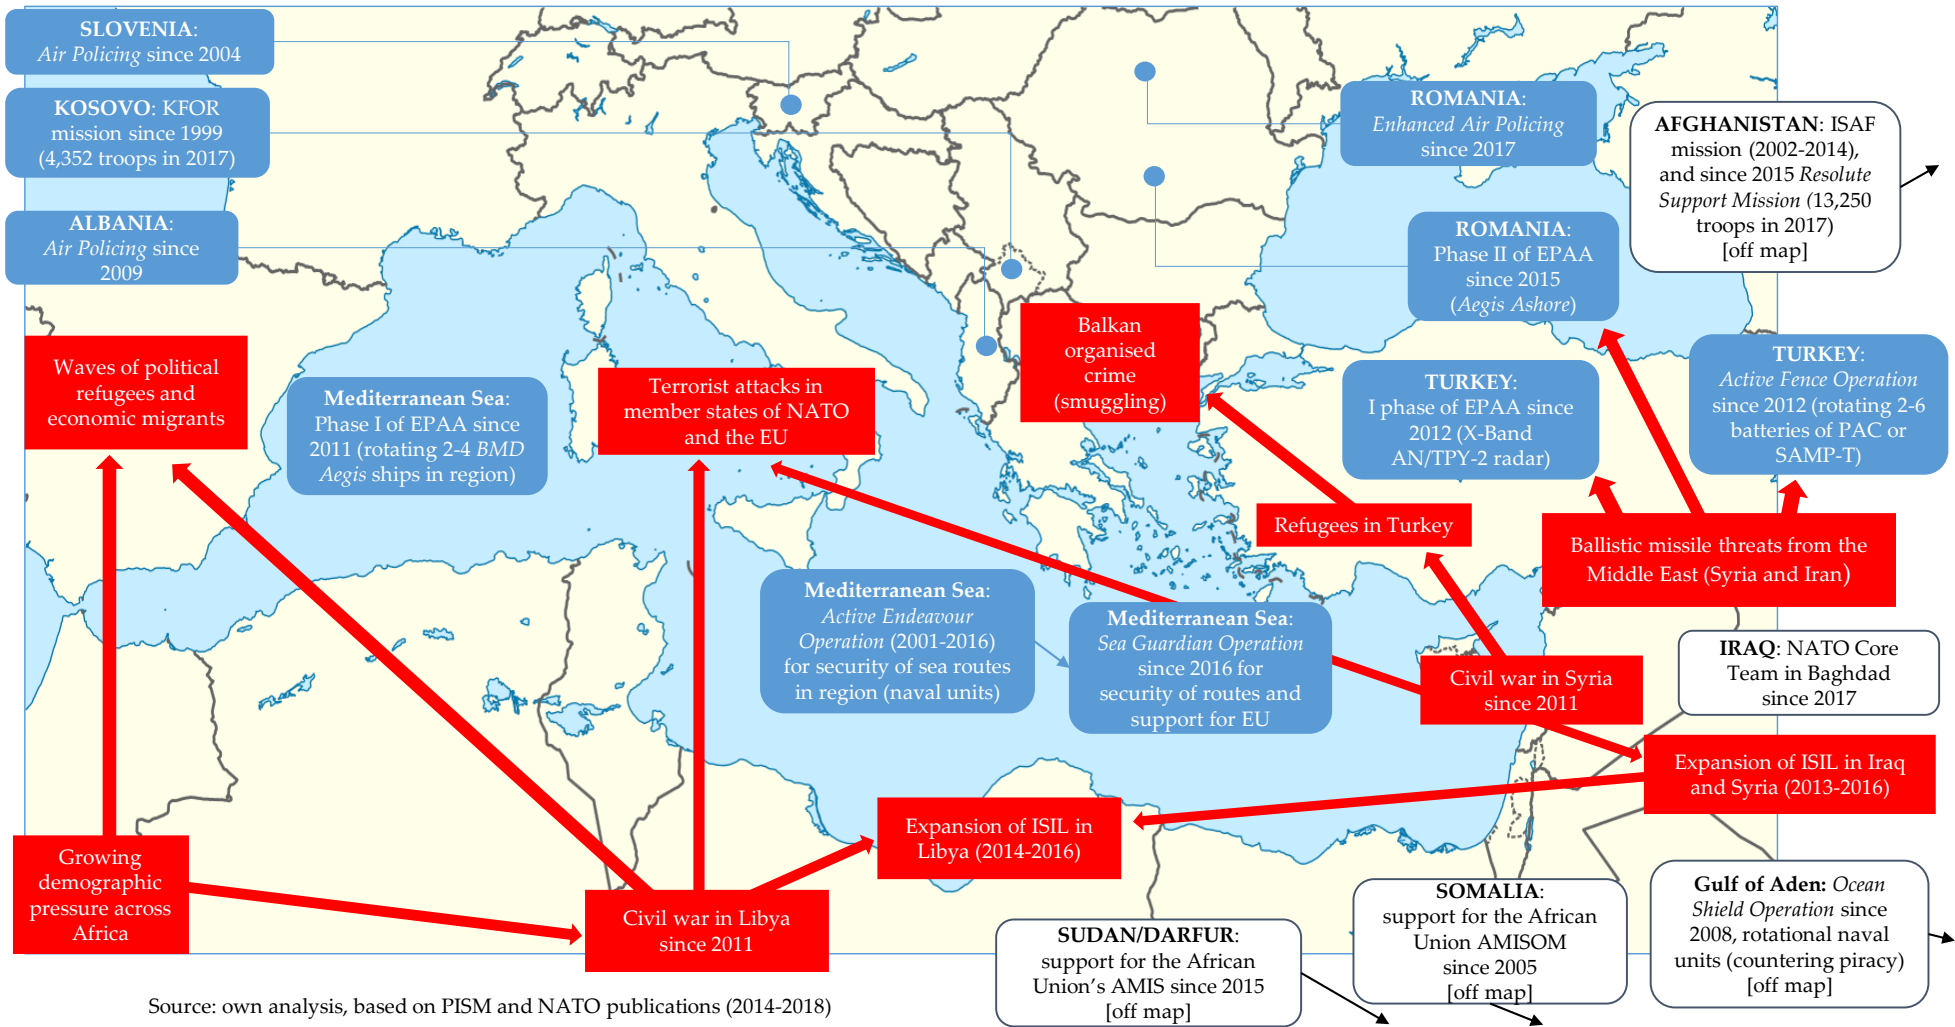 SLOVENIA:
Air Policing since 2004
KOSOVO: KFOR
mission since 1999
(4,352 troops in 2017)
ALBANIA:
Air Policing since
2009
ROMANIA:
Enhanced Air Policing
since 2017
AFGHANISTAN: ISAF
mission (2002-2014),
and since 2015 Resolute
Support Mission (13,250
troops in 2017)
[off map]
ROMANIA:
Phase II of EPAA
since 2015
(Aegis Ashore)
Waves of political
refugees and
economic migrants
Mediterranean Sea:
Phase I of EPAA since
2011 (rotating 2-4 BMD
Aegis ships in region)
Terrorist attacks in
member states of NATO
and the EU
Balkan
organised
crime
(smuggling)
TURKEY:
I phase of EPAA since
2012 (X-Band
AN/TPY-2 radar)
TURKEY:
Active Fence Operation
since 2012 (rotating 2-6
batteries of PAC or
SAMP-T)
Refugees in Turkey
Ballistic missile threats from the
Middle East (Syria and Iran)
Mediterranean Sea:
Active Endeavour
Operation (2001-2016)
for security of sea routes
in region (naval units)
Mediterranean Sea:
Sea Guardian Operation
since 2016 for
security of routes and
support for EU
Civil war in Syria
since 2011
IRAQ: NATO Core
Team in Baghdad
since 2017
Expansion of ISIL in Iraq
and Syria (2013-2016)
Expansion of ISIL in
Libya (2014-2016)
Growing
demographic
pressure across
Africa
Civil war in Libya
since 2011
SUDAN/DARFUR:
support for the African
Union's AMIS since 2015
[off map]
SOMALIA:
support for the African
Union AMISOM
since 2005
[off map]
Gulf of Aden: Ocean
Shield Operation since
2008, rotational naval
units (countering piracy)
[off map]
Source: own analysis, based on PISM and NATO publications (2014-2018)